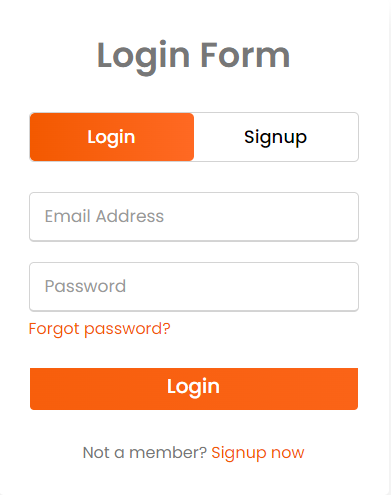 Login Form
Login Signup
Email Address
Password
Forgot password?
Login
Not a member? Signup now